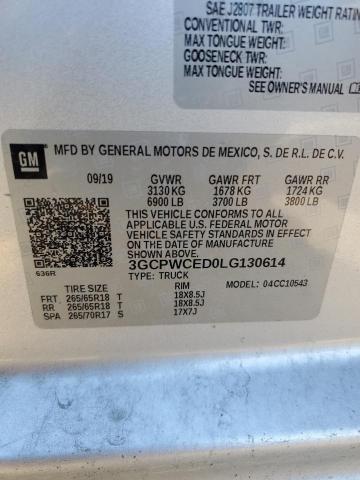 SAE J2807 TRAILER WEIGHT RATIN
CONVENTIONAL TWR:
MAX TONGUE WEIGHT:
GOOSENECK TWR:
MAX TONGUE WEIGHT:
SEE OWNER'S MANUAL
GM MFD BY GENERAL MOTORS DE MEXICO, S. DE R.L. DE C.V.
09/19 GVWR GAWR FRT GAWR RR
3130 KG 1678 KG 1724 KG
6900 LB 3700 LB 3800 LB
THIS VEHICLE CONFORMS TO ALL
APPLICABLE U.S. FEDERAL MOTOR
VEHICLE SAFETY STANDARDS IN EFFECT ON
THE DATE OF MANUFACTURE SHOWN ABOVE.
3GCPWCED0LG130614
636R TYPE: TRUCK
TIRE SIZE RIM MODEL: 04CC10543
FRT 265/65R18 T 18X8.5J
RR 265/65R18 T 18X8.5J
SPA 265/70R17 S 17X7J